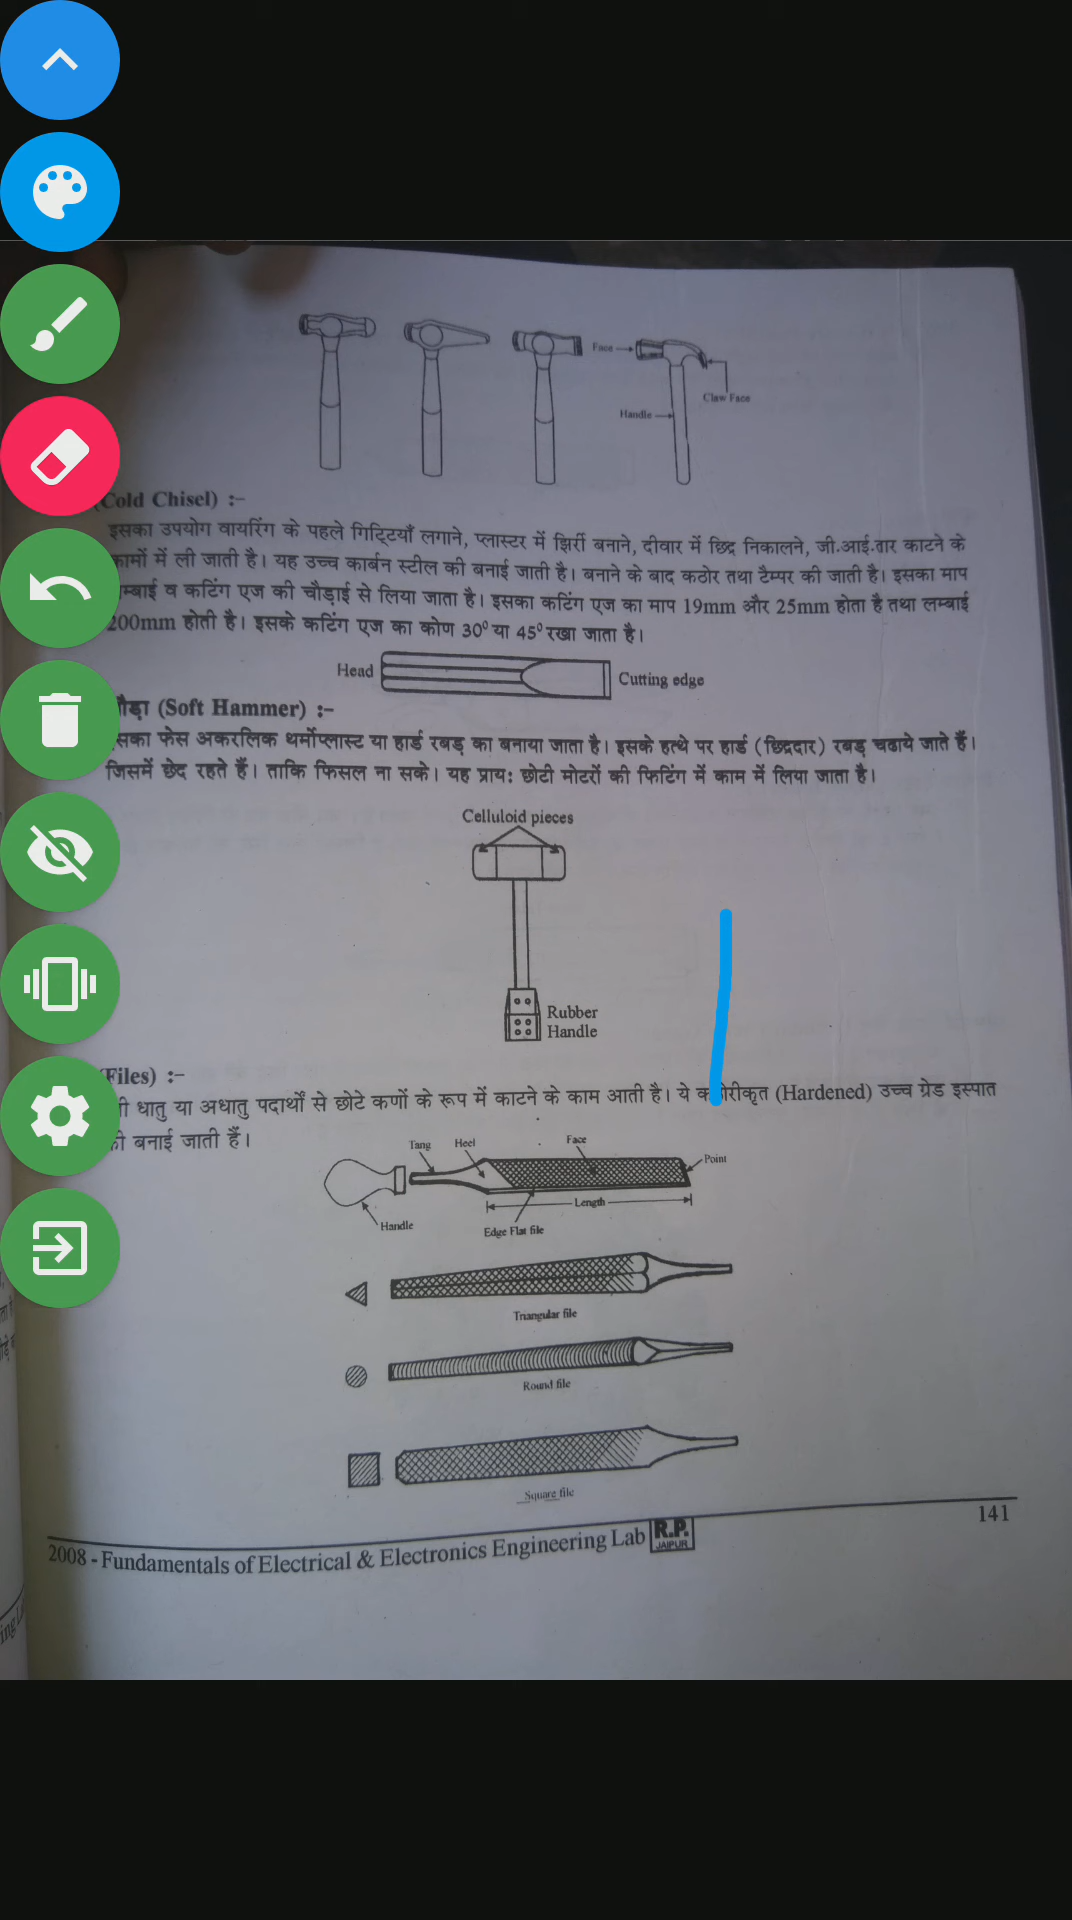 Face
Claw Face
Handle
(Cold Chisel) :-
इसका उपयोग वायरिंग के पहले गिट्टियाँ लगाने, प्लास्टर में झिर्री बनाने, दीवार में छिद्र निकालने, जी.आई.तार काटने के
कामों में ली जाती है। यह उच्च कार्बन स्टील की बनाई जाती है। बनाने के बाद कठोर तथा टैम्पर की जाती है। इसका माप
म्बाई व कटिंग एज की चौड़ाई से लिया जाता है। इसका कटिंग एज का माप 19mm और 25mm होता है तथा लम्बाई
200mm होती है। इसके कटिंग एज का कोण 30⁰ या 45⁰ रखा जाता है।
Head
Cutting edge
(Soft Hammer) :-
इसका फेस अकरलिक थर्मोप्लास्ट या हार्ड रबड़ का बनाया जाता है। इसके हत्थे पर हार्ड (छिद्रदार) रबड़ चढाये जाते हैं।
जिसमें छेद रहते हैं। ताकि फिसल ना सके। यह प्रायः छोटी मोटरों की फिटिंग में काम में लिया जाता है।
Celluloid pieces
Rubber
Handle
(Files) :-
धातु या अधातु पदार्थो से छोटे कणों के रूप में काटने के काम आती है। ये (Hardened) उच्च ग्रेड इस्पात
की बनाई जाती हैं।
Tang
Heel
Face
Point
Length
Handle
Edge Flat file
Triangular file
Round file
Square file
141
2008 - Fundamentals of Electrical & Electronics Engineering Lab R.P. JAIPUR